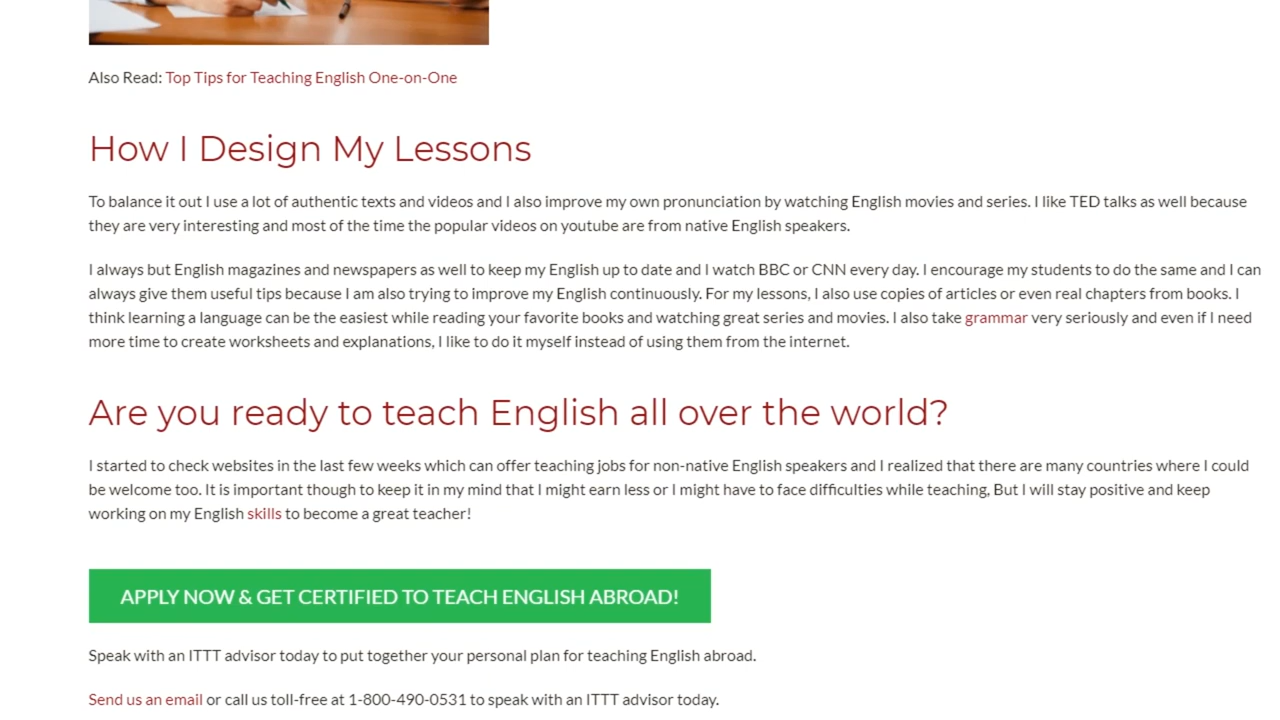 Also Read: Top Tips for Teaching English One-on-One
How I Design My Lessons
To balance it out I use a lot of authentic texts and videos and I also improve my own pronunciation by watching English movies and series. I like TED talks as well because
they are very interesting and most of the time the popular videos on youtube are from native English speakers.
I always but English magazines and newspapers as well to keep my English up to date and I watch BBC or CNN every day. I encourage my students to do the same and I can
always give them useful tips because I am also trying to improve my English continuously. For my lessons, I also use copies of articles or even real chapters from books. I
think learning a language can be the easiest while reading your favorite books and watching great series and movies. I also take grammar very seriously and even if I need
more time to create worksheets and explanations, I like to do it myself instead of using them from the internet.
Are you ready to teach English all over the world?
I started to check websites in the last few weeks which can offer teaching jobs for non-native English speakers and I realized that there are many countries where I could
be welcome too. It is important though to keep it in my mind that I might earn less or I might have to face difficulties while teaching, But I will stay positive and keep
working on my English skills to become a great teacher!
APPLY NOW & GET CERTIFIED TO TEACH ENGLISH ABROAD!
Speak with an ITTT advisor today to put together your personal plan for teaching English abroad.
Send us an email or call us toll-free at 1-800-490-0531 to speak with an ITTT advisor today.